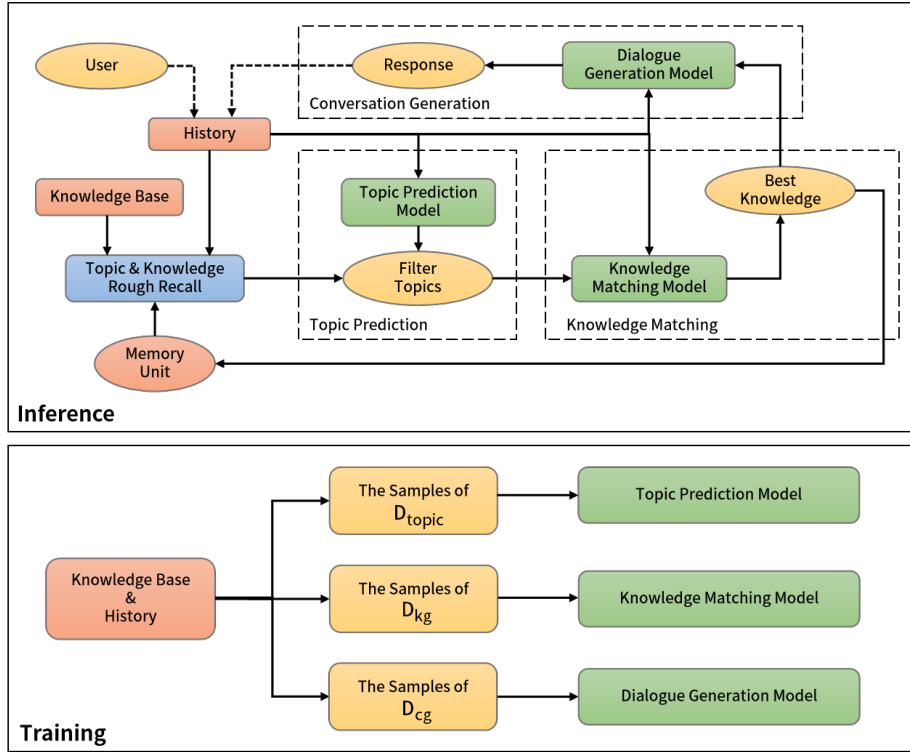 User
Response
Dialogue
Generation Model
Conversation Generation
History
Knowledge Base
Topic Prediction
Model
Best
Knowledge
Topic & Knowledge
Rough Recall
Filter
Topics
Knowledge
Matching Model
Topic Prediction
Knowledge Matching
Memory
Unit
Inference
The Samples of
Dtopic
Topic Prediction Model
Knowledge Base
&
History
The Samples of
Dkg
Knowledge Matching Model
The Samples of
Dcg
Dialogue Generation Model
Training